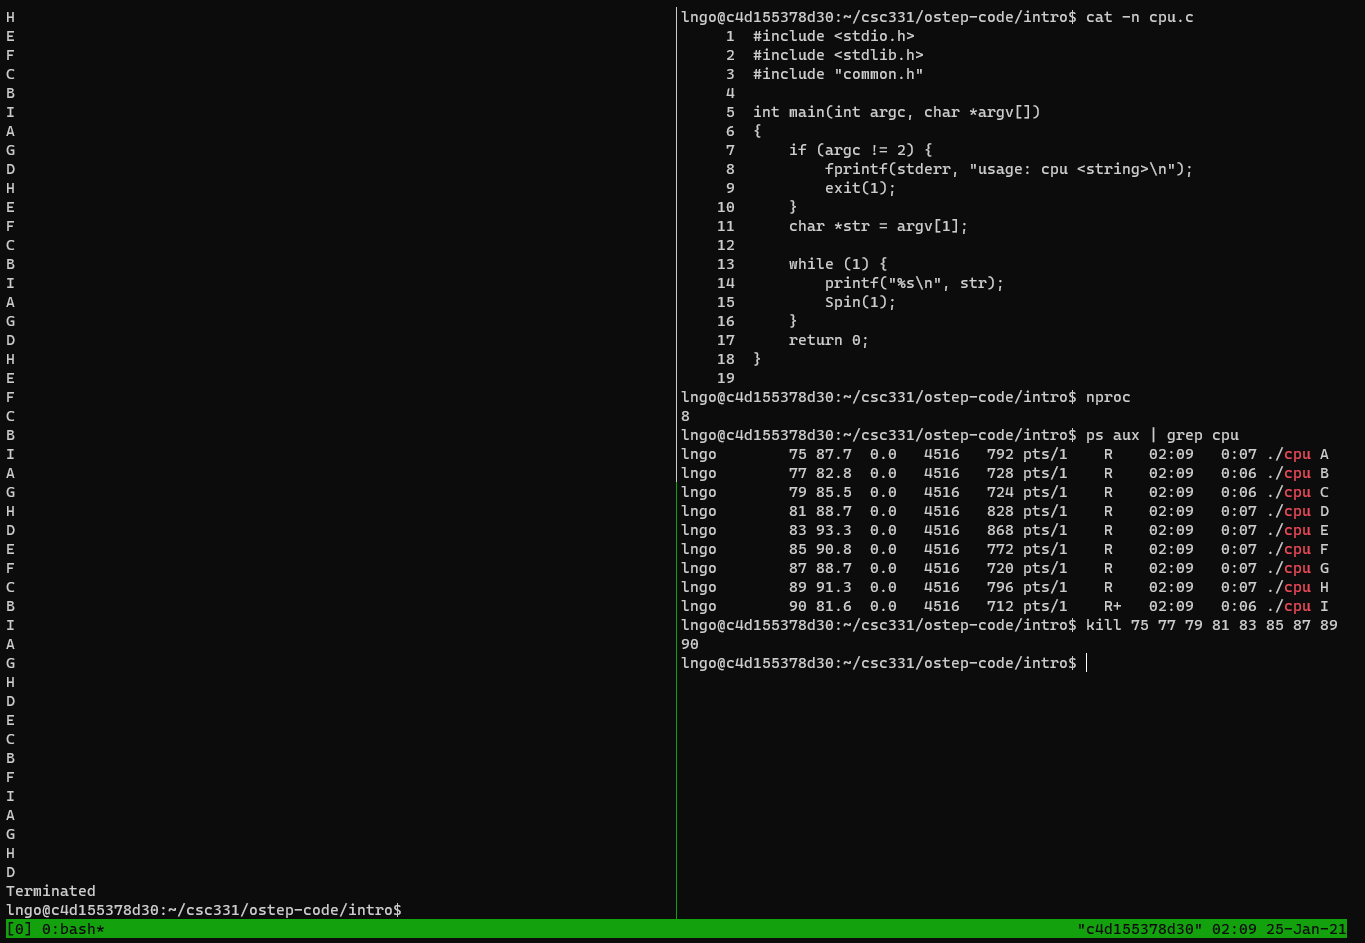 H
E
F
C
B
I
A
G
D
H
E
F
C
B
I
A
G
D
H
E
F
C
B
I
A
G
H
D
E
F
C
B
I
A
G
H
D
E
C
B
F
I
A
G
H
D
Terminated
lngo@c4d155378d30:~/csc331/ostep-code/intro$
lngo@c4d155378d30:~/csc331/ostep-code/intro$ cat -n cpu.c
     1  #include <stdio.h>
     2  #include <stdlib.h>
     3  #include "common.h"
     4
     5  int main(int argc, char *argv[])
     6  {
     7      if (argc != 2) {
     8          fprintf(stderr, "usage: cpu <string>\n");
     9          exit(1);
    10      }
    11      char *str = argv[1];
    12
    13      while (1) {
    14          printf("%s\n", str);
    15          Spin(1);
    16      }
    17      return 0;
    18  }
    19
lngo@c4d155378d30:~/csc331/ostep-code/intro$ nproc
8
lngo@c4d155378d30:~/csc331/ostep-code/intro$ ps aux | grep cpu
lngo        75 87.7  0.0   4516   792 pts/1    R    02:09   0:07 ./cpu A
lngo        77 82.8  0.0   4516   728 pts/1    R    02:09   0:06 ./cpu B
lngo        79 85.5  0.0   4516   724 pts/1    R    02:09   0:06 ./cpu C
lngo        81 88.7  0.0   4516   828 pts/1    R    02:09   0:07 ./cpu D
lngo        83 93.3  0.0   4516   868 pts/1    R    02:09   0:07 ./cpu E
lngo        85 90.8  0.0   4516   772 pts/1    R    02:09   0:07 ./cpu F
lngo        87 88.7  0.0   4516   720 pts/1    R    02:09   0:07 ./cpu G
lngo        89 91.3  0.0   4516   796 pts/1    R    02:09   0:07 ./cpu H
lngo        90 81.6  0.0   4516   712 pts/1    R+   02:09   0:06 ./cpu I
lngo@c4d155378d30:~/csc331/ostep-code/intro$ kill 75 77 79 81 83 85 87 89
90
lngo@c4d155378d30:~/csc331/ostep-code/intro$
[0] 0:bash* "c4d155378d30" 02:09 25-Jan-21